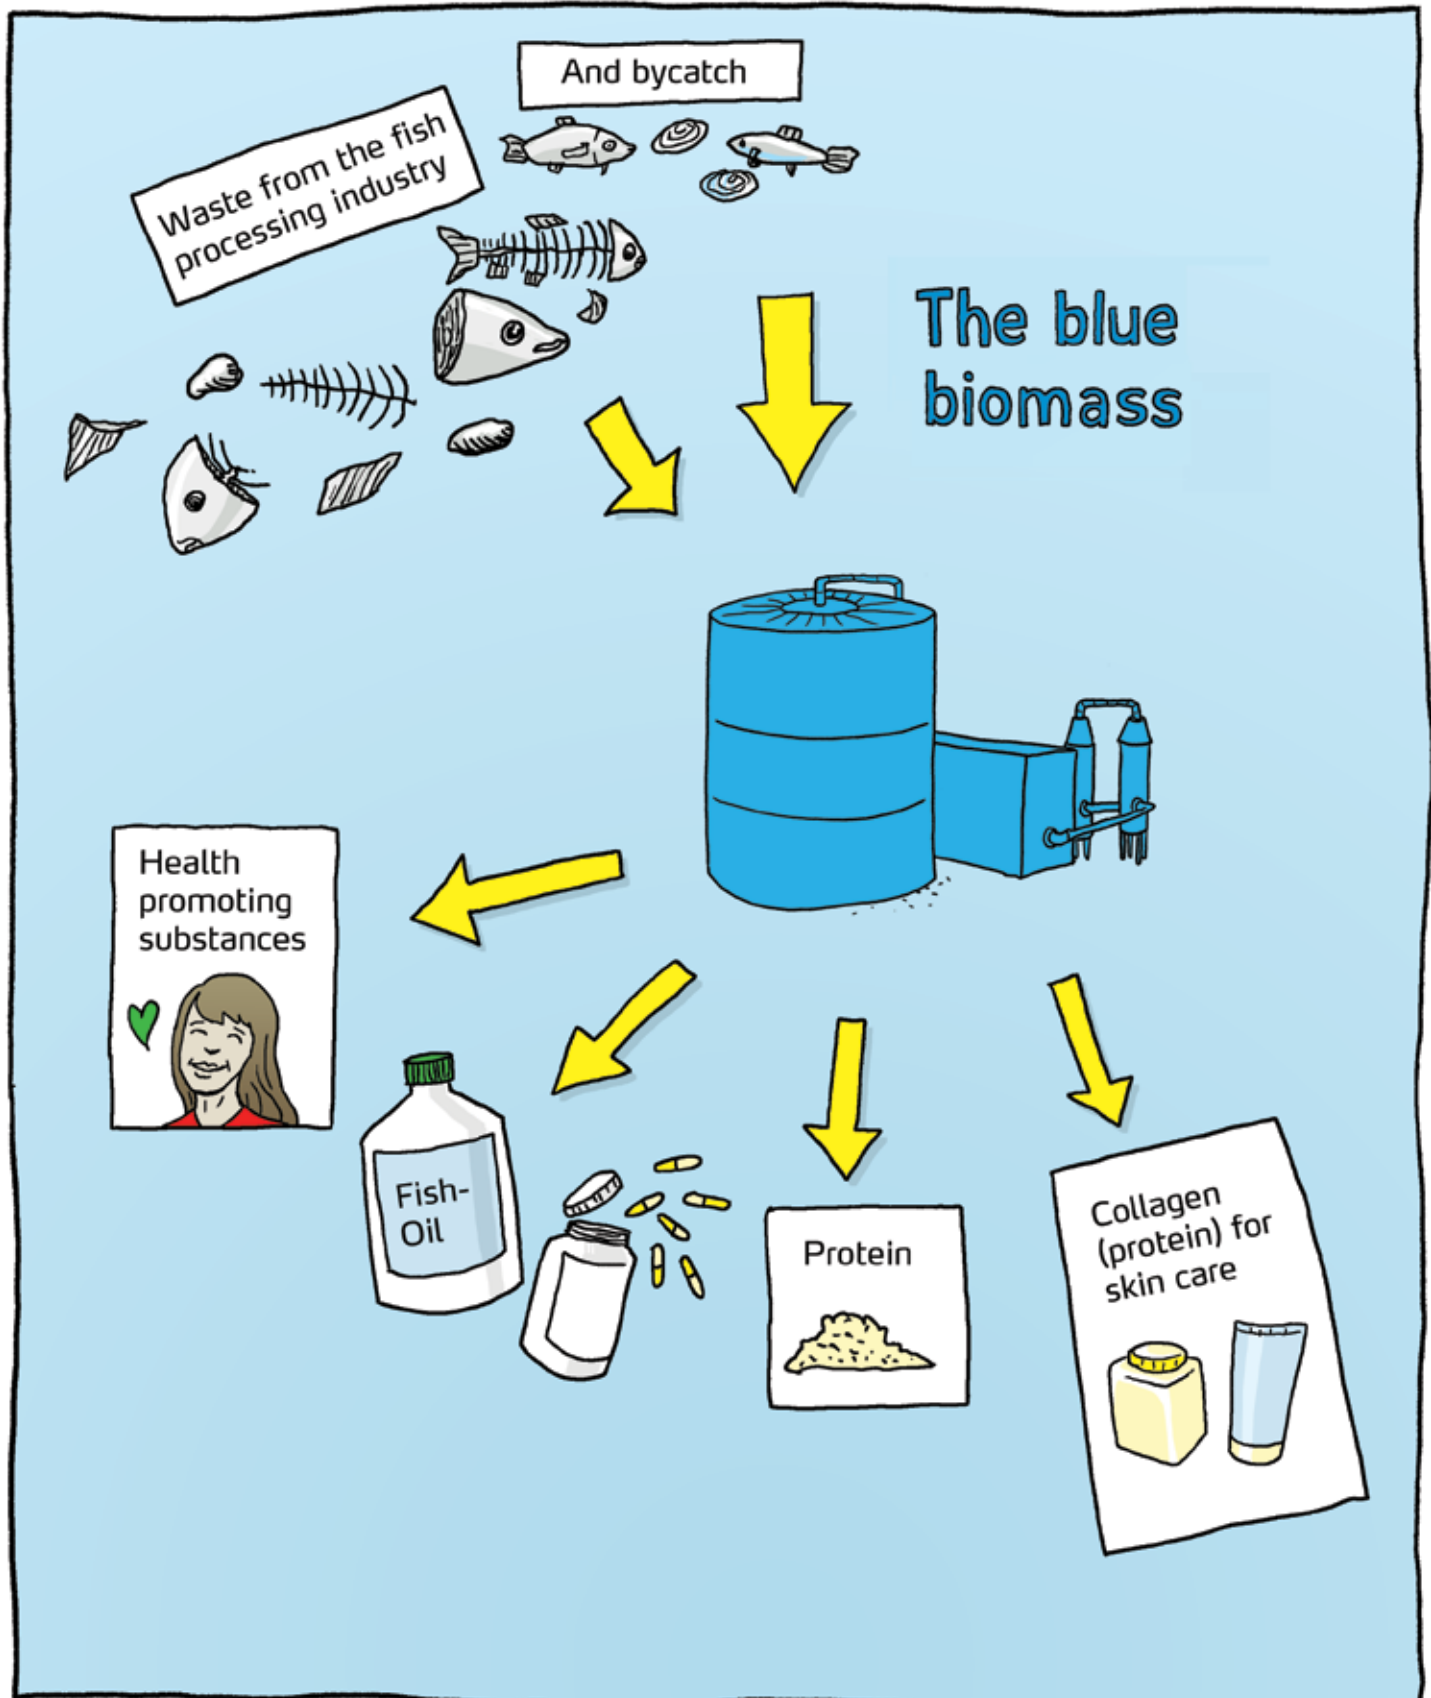 And bycatch
Waste from the fish
processing industry
The blue
biomass
Health
promoting
substances
Fish-
Oil
Protein
Collagen
(protein) for
skin care